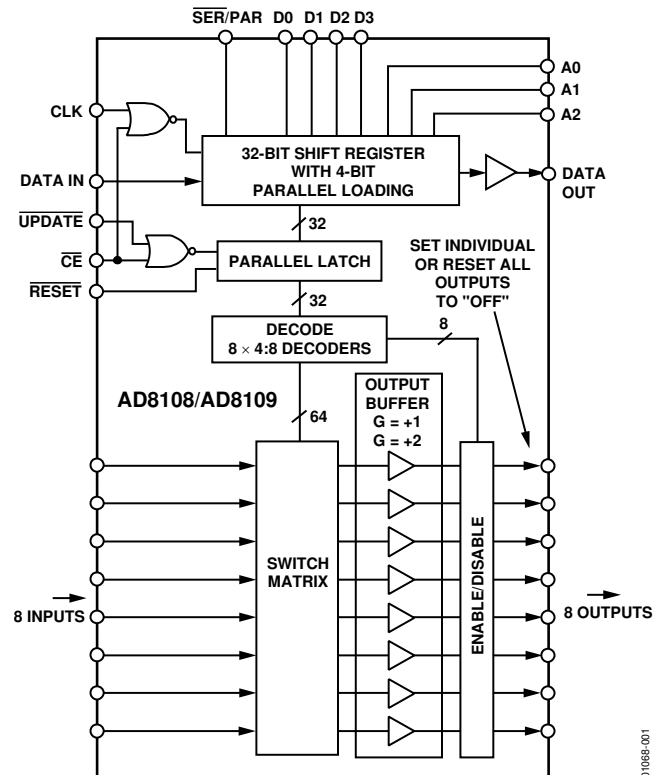 SER/PAR D0 D1 D2 D3
A0
A1
A2
CLK
32-BIT SHIFT REGISTER
WITH 4-BIT
PARALLEL LOADING
DATA IN
DATA
OUT
UPDATE
32
CE
PARALLEL LATCH
SET INDIVIDUAL
OR RESET ALL
OUTPUTS
TO "OFF"
RESET
32
DECODE
8 × 4:8 DECODERS
8
AD8108/AD8109
OUTPUT
BUFFER
G = +1
G = +2
64
SWITCH
MATRIX
ENABLE/DISABLE
8 INPUTS
8 OUTPUTS
01068-001